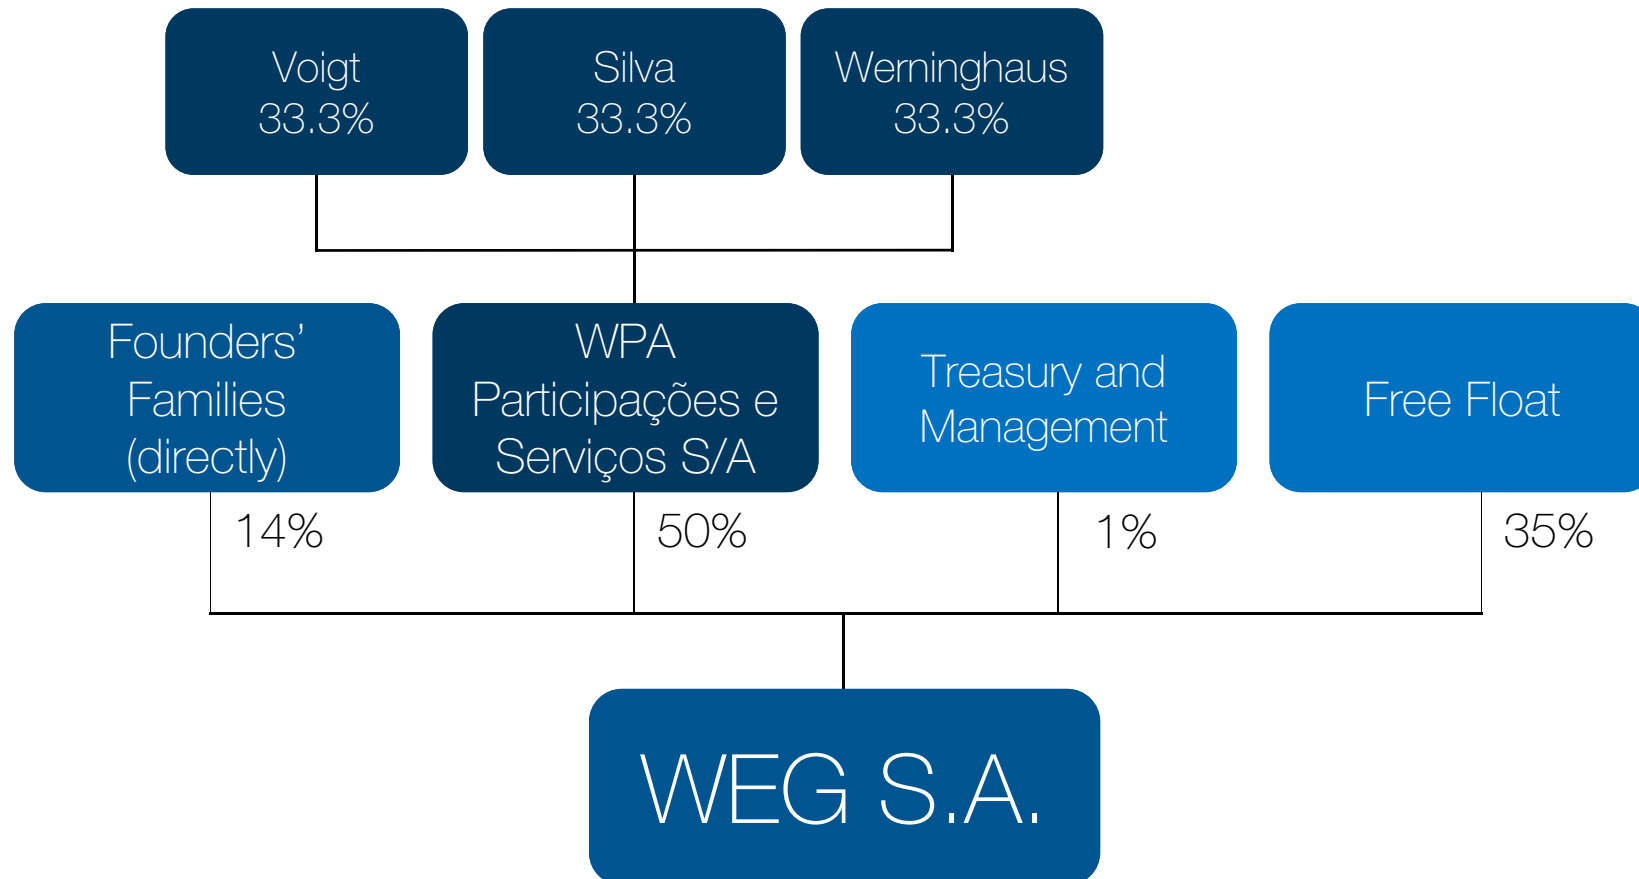 Voigt
33.3%
Silva
33.3%
Werninghaus
33.3%
Founders’
Families
(directly)
WPA
Participações e
Serviços S/A
Treasury and
Management
Free Float
14%
50%
1%
35%
WEG S.A.